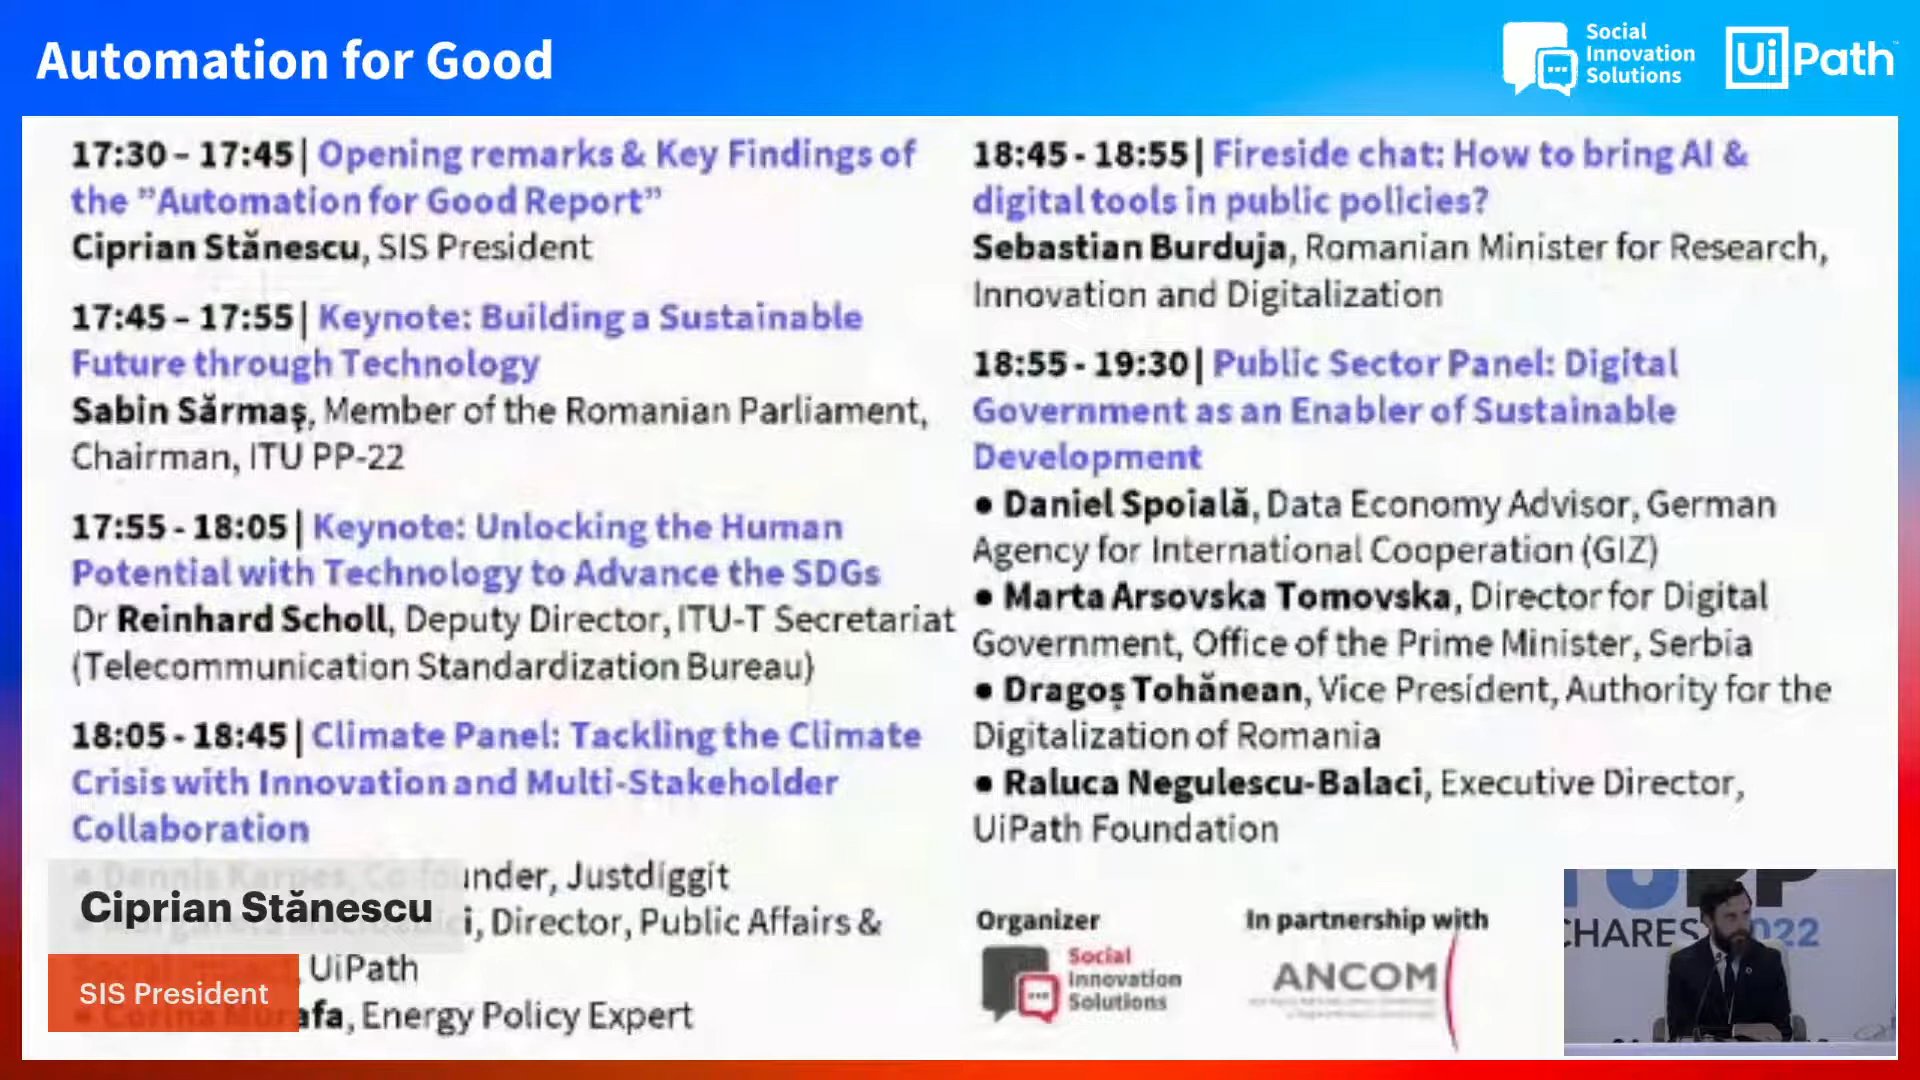 Automation for Good
Social
Innovation
Solutions
UiPath
17:30 – 17:45 | Opening remarks & Key Findings of
the ”Automation for Good Report”
Ciprian Stănescu, SIS President
17:45 – 17:55 | Keynote: Building a Sustainable
Future through Technology
Sabin Sărmaș, Member of the Romanian Parliament,
Chairman, ITU PP-22
17:55 - 18:05 | Keynote: Unlocking the Human
Potential with Technology to Advance the SDGs
Dr Reinhard Scholl, Deputy Director, ITU-T Secretariat
(Telecommunication Standardization Bureau)
18:05 - 18:45 | Climate Panel: Tackling the Climate
Crisis with Innovation and Multi-Stakeholder
Collaboration
● Dennis Karpes, Co-founder, Justdiggit
Director, Public Affairs &
Social Impact, UiPath
● Corina Murafa, Energy Policy Expert
Ciprian Stănescu
SIS President
18:45 - 18:55 | Fireside chat: How to bring AI &
digital tools in public policies?
Sebastian Burduja, Romanian Minister for Research,
Innovation and Digitalization
18:55 - 19:30 | Public Sector Panel: Digital
Government as an Enabler of Sustainable
Development
● Daniel Spoială, Data Economy Advisor, German
Agency for International Cooperation (GIZ)
● Marta Arsovska Tomovska, Director for Digital
Government, Office of the Prime Minister, Serbia
● Dragoș Tohănean, Vice President, Authority for the
Digitalization of Romania
● Raluca Negulescu-Balaci, Executive Director,
UiPath Foundation
Organizer
Social
Innovation
Solutions
In partnership with
ANCOM